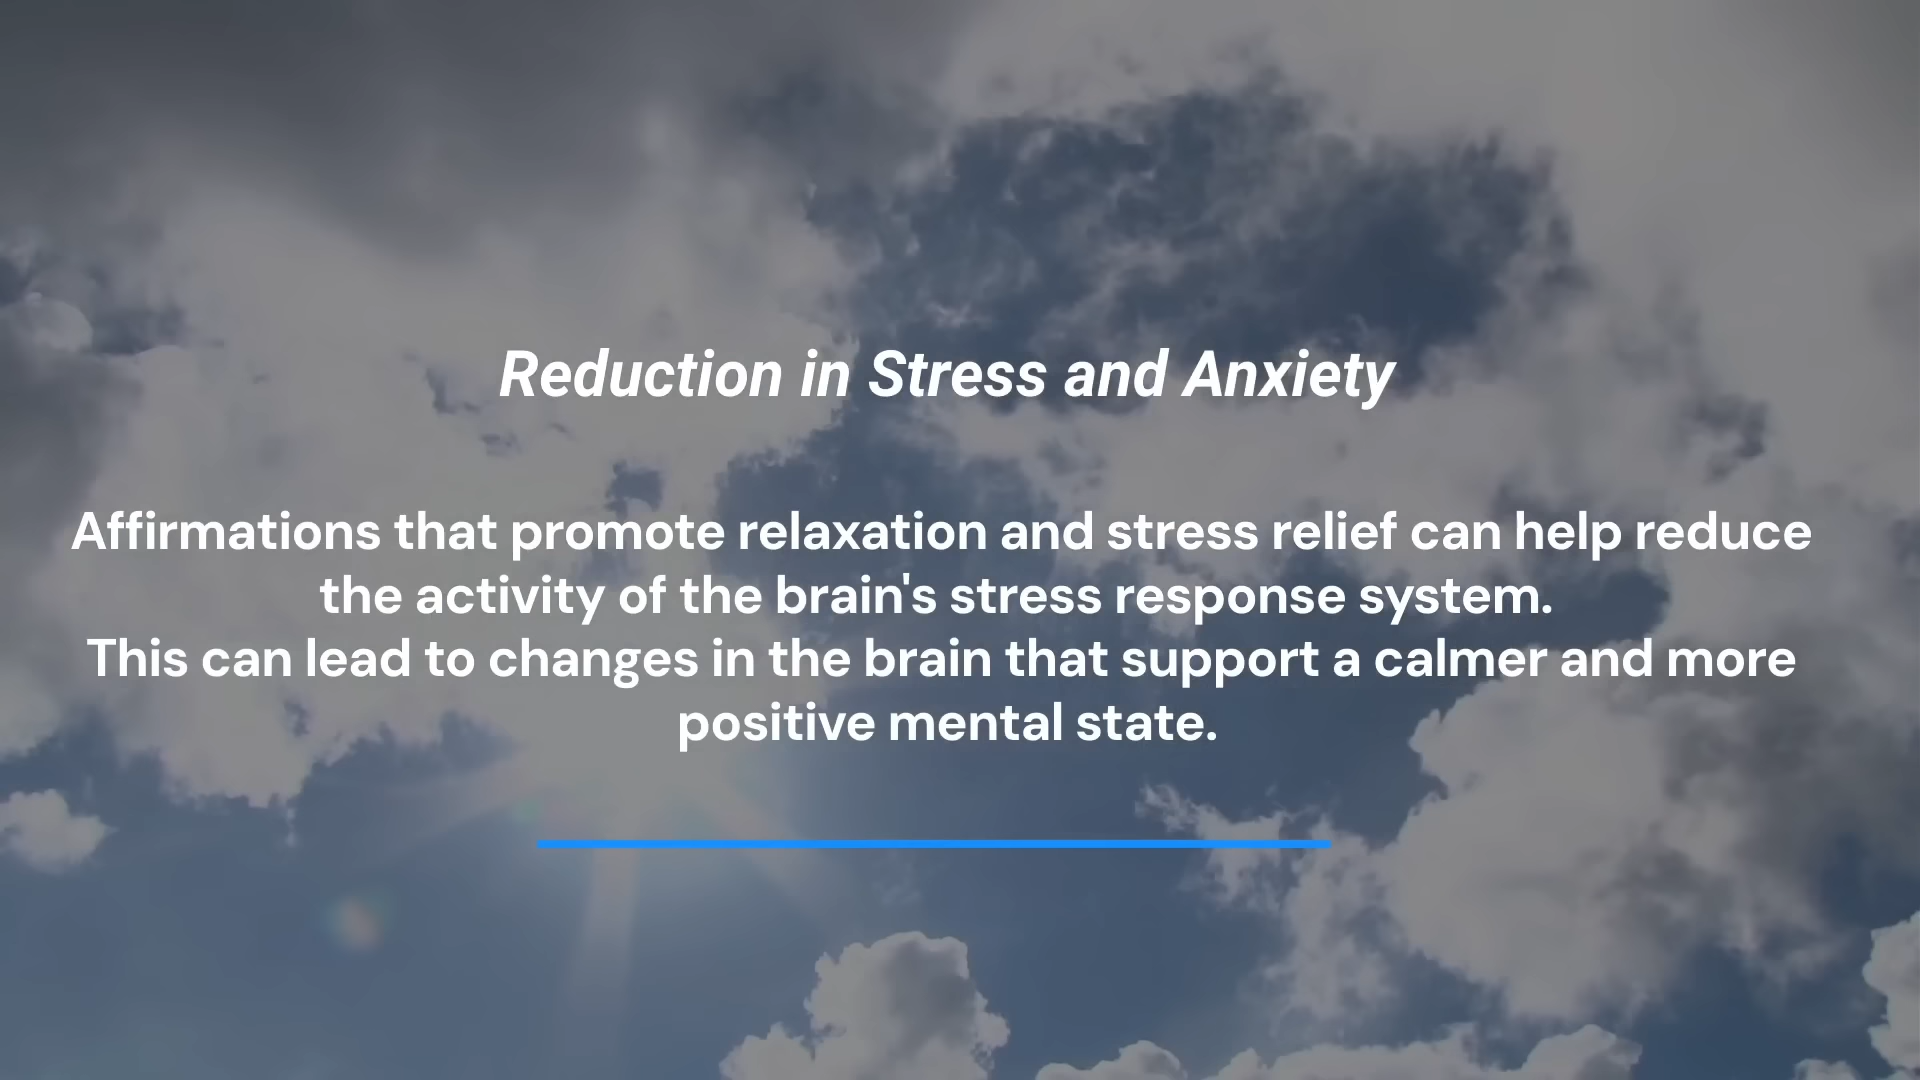 Reduction in Stress and Anxiety
Affirmations that promote relaxation and stress relief can help reduce
the activity of the brain's stress response system.
This can lead to changes in the brain that support a calmer and more
positive mental state.